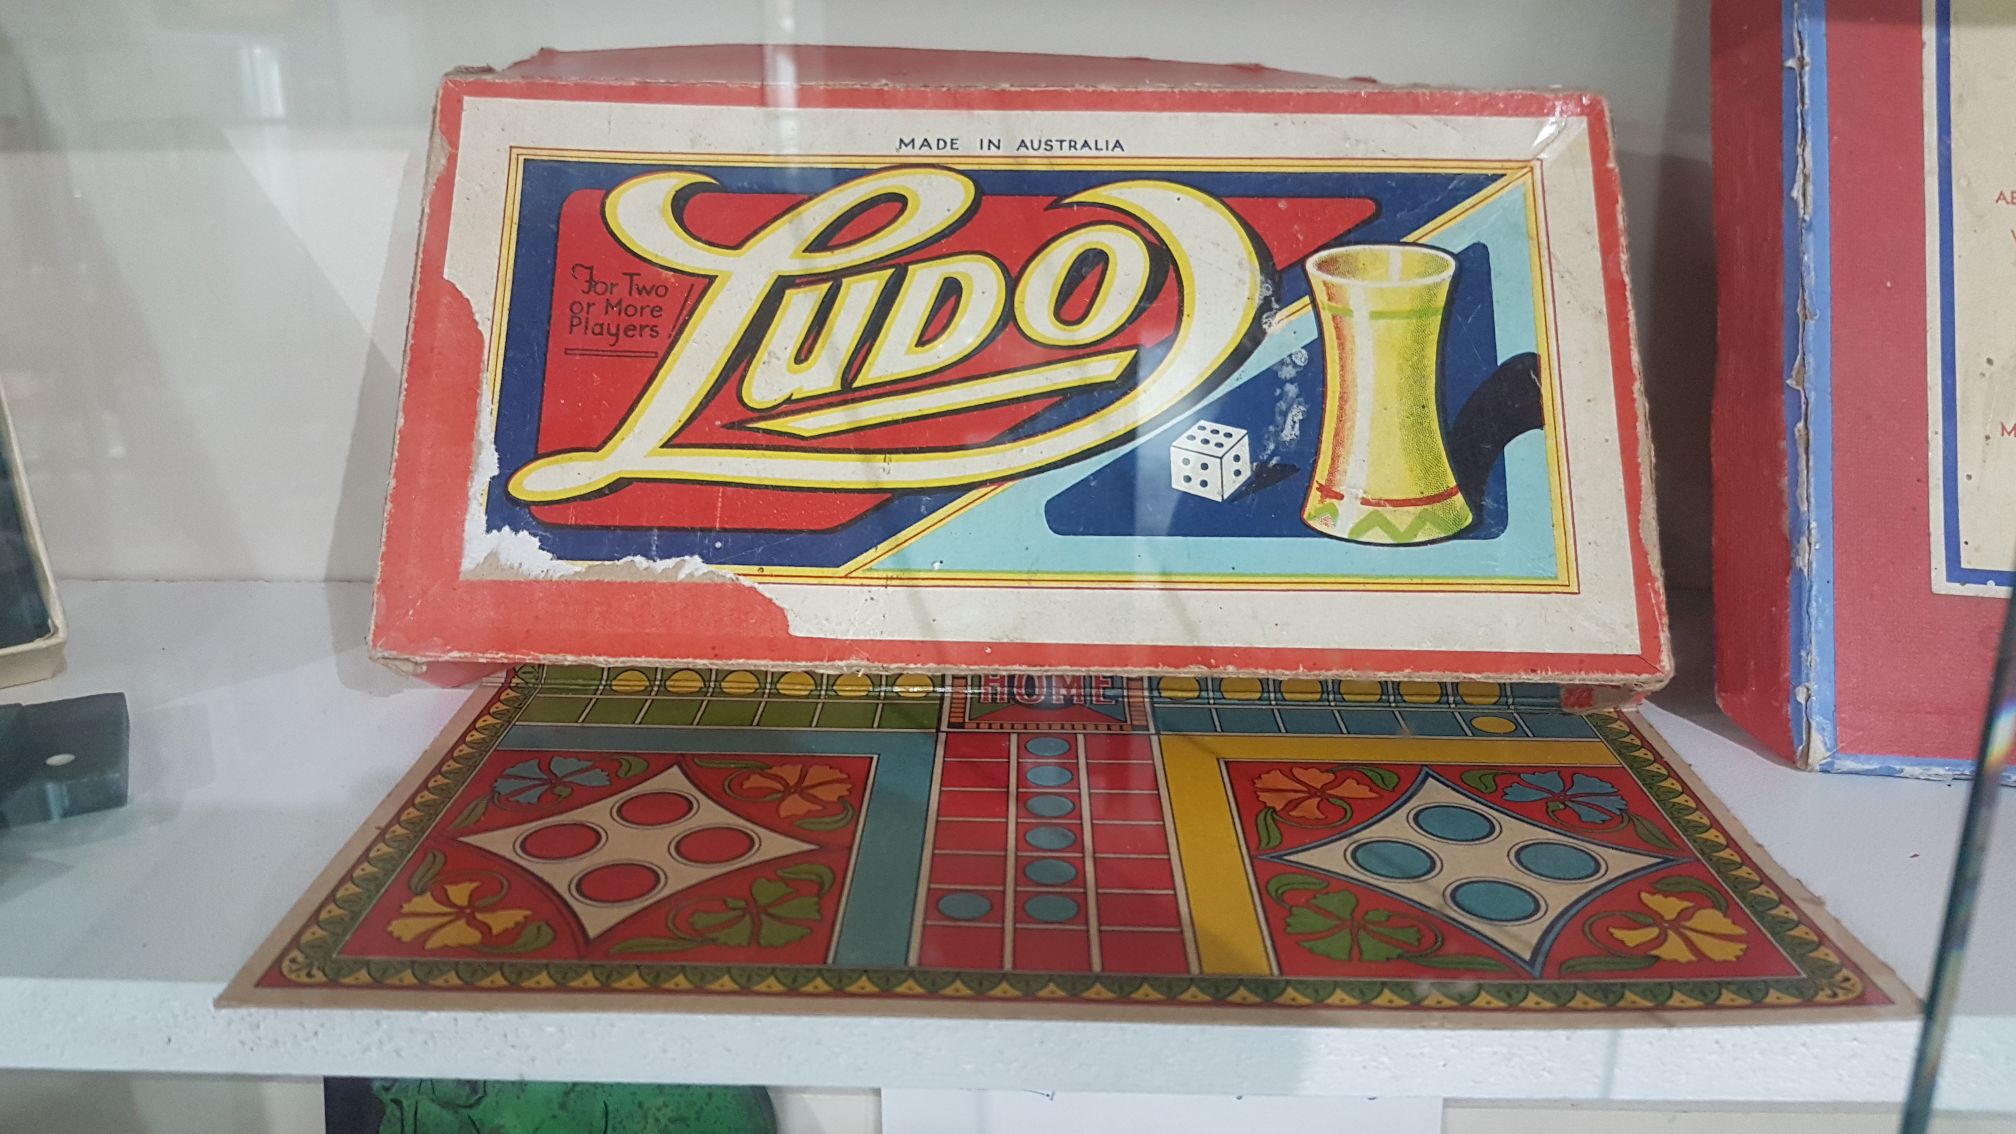 MADE IN AUSTRALIA
LUDO
For Two
or More
Players!
HOME